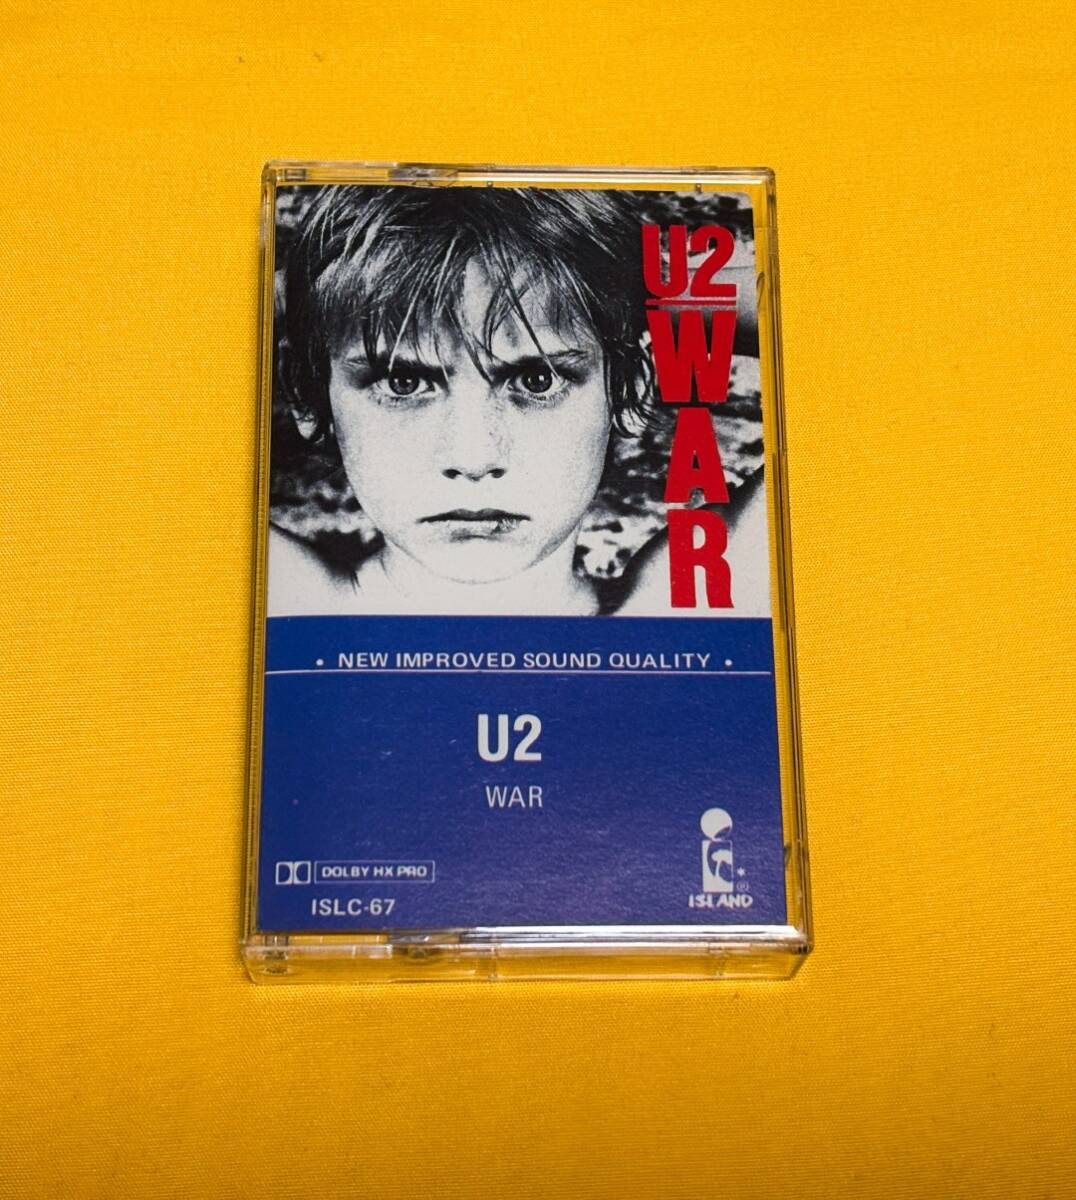 U2
WAR
• NEW IMPROVED SOUND QUALITY •
U2
WAR
DOLBY HX PRO
ISLC-67
®
ISLAND